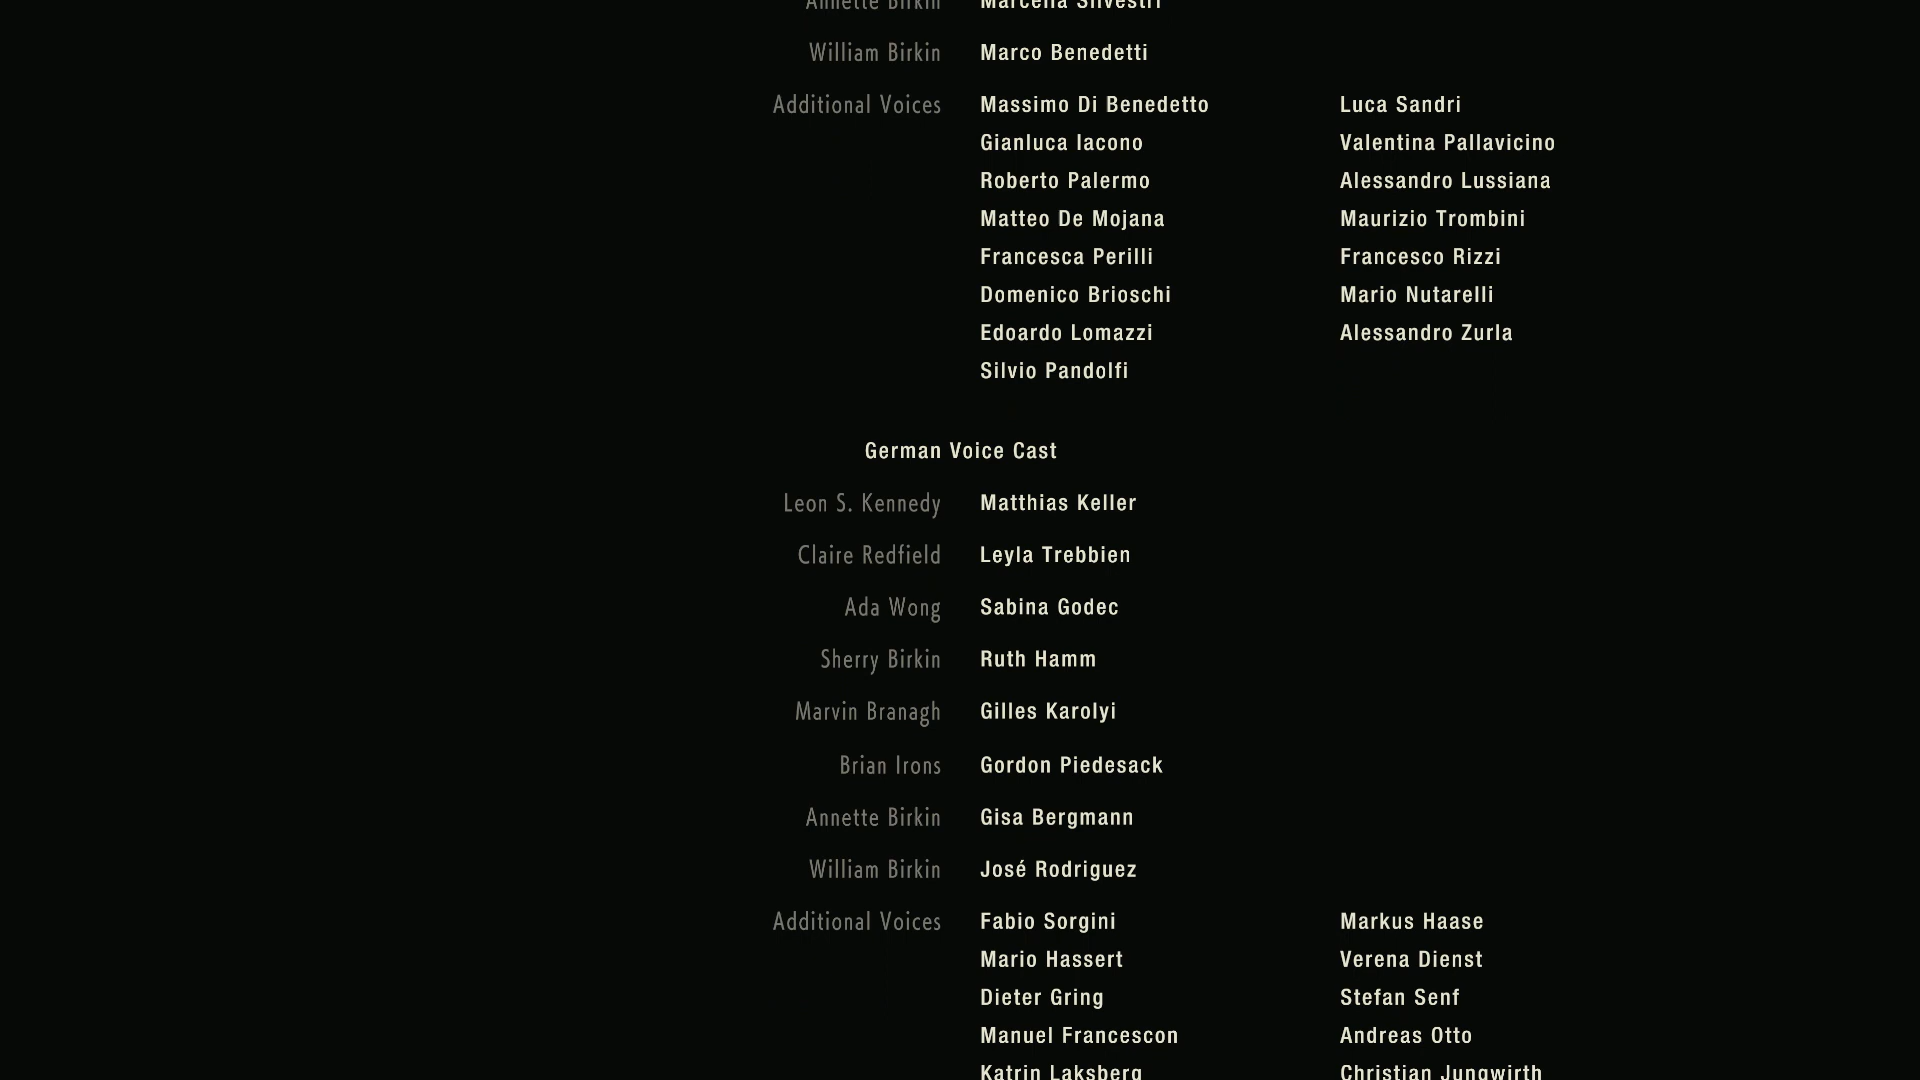 Annette Birkin Marcella Silvestri
William Birkin Marco Benedetti
Additional Voices Massimo Di Benedetto Luca Sandri
Gianluca Iacono Valentina Pallavicino
Roberto Palermo Alessandro Lussiana
Matteo De Mojana Maurizio Trombini
Francesca Perilli Francesco Rizzi
Domenico Brioschi Mario Nutarelli
Edoardo Lomazzi Alessandro Zurla
Silvio Pandolfi
German Voice Cast
Leon S. Kennedy Matthias Keller
Claire Redfield Leyla Trebbien
Ada Wong Sabina Godec
Sherry Birkin Ruth Hamm
Marvin Branagh Gilles Karolyi
Brian Irons Gordon Piedesack
Annette Birkin Gisa Bergmann
William Birkin José Rodriguez
Additional Voices Fabio Sorgini Markus Haase
Mario Hassert Verena Dienst
Dieter Gring Stefan Senf
Manuel Francescon Andreas Otto
Katrin Laksberg Christian Jungwirth